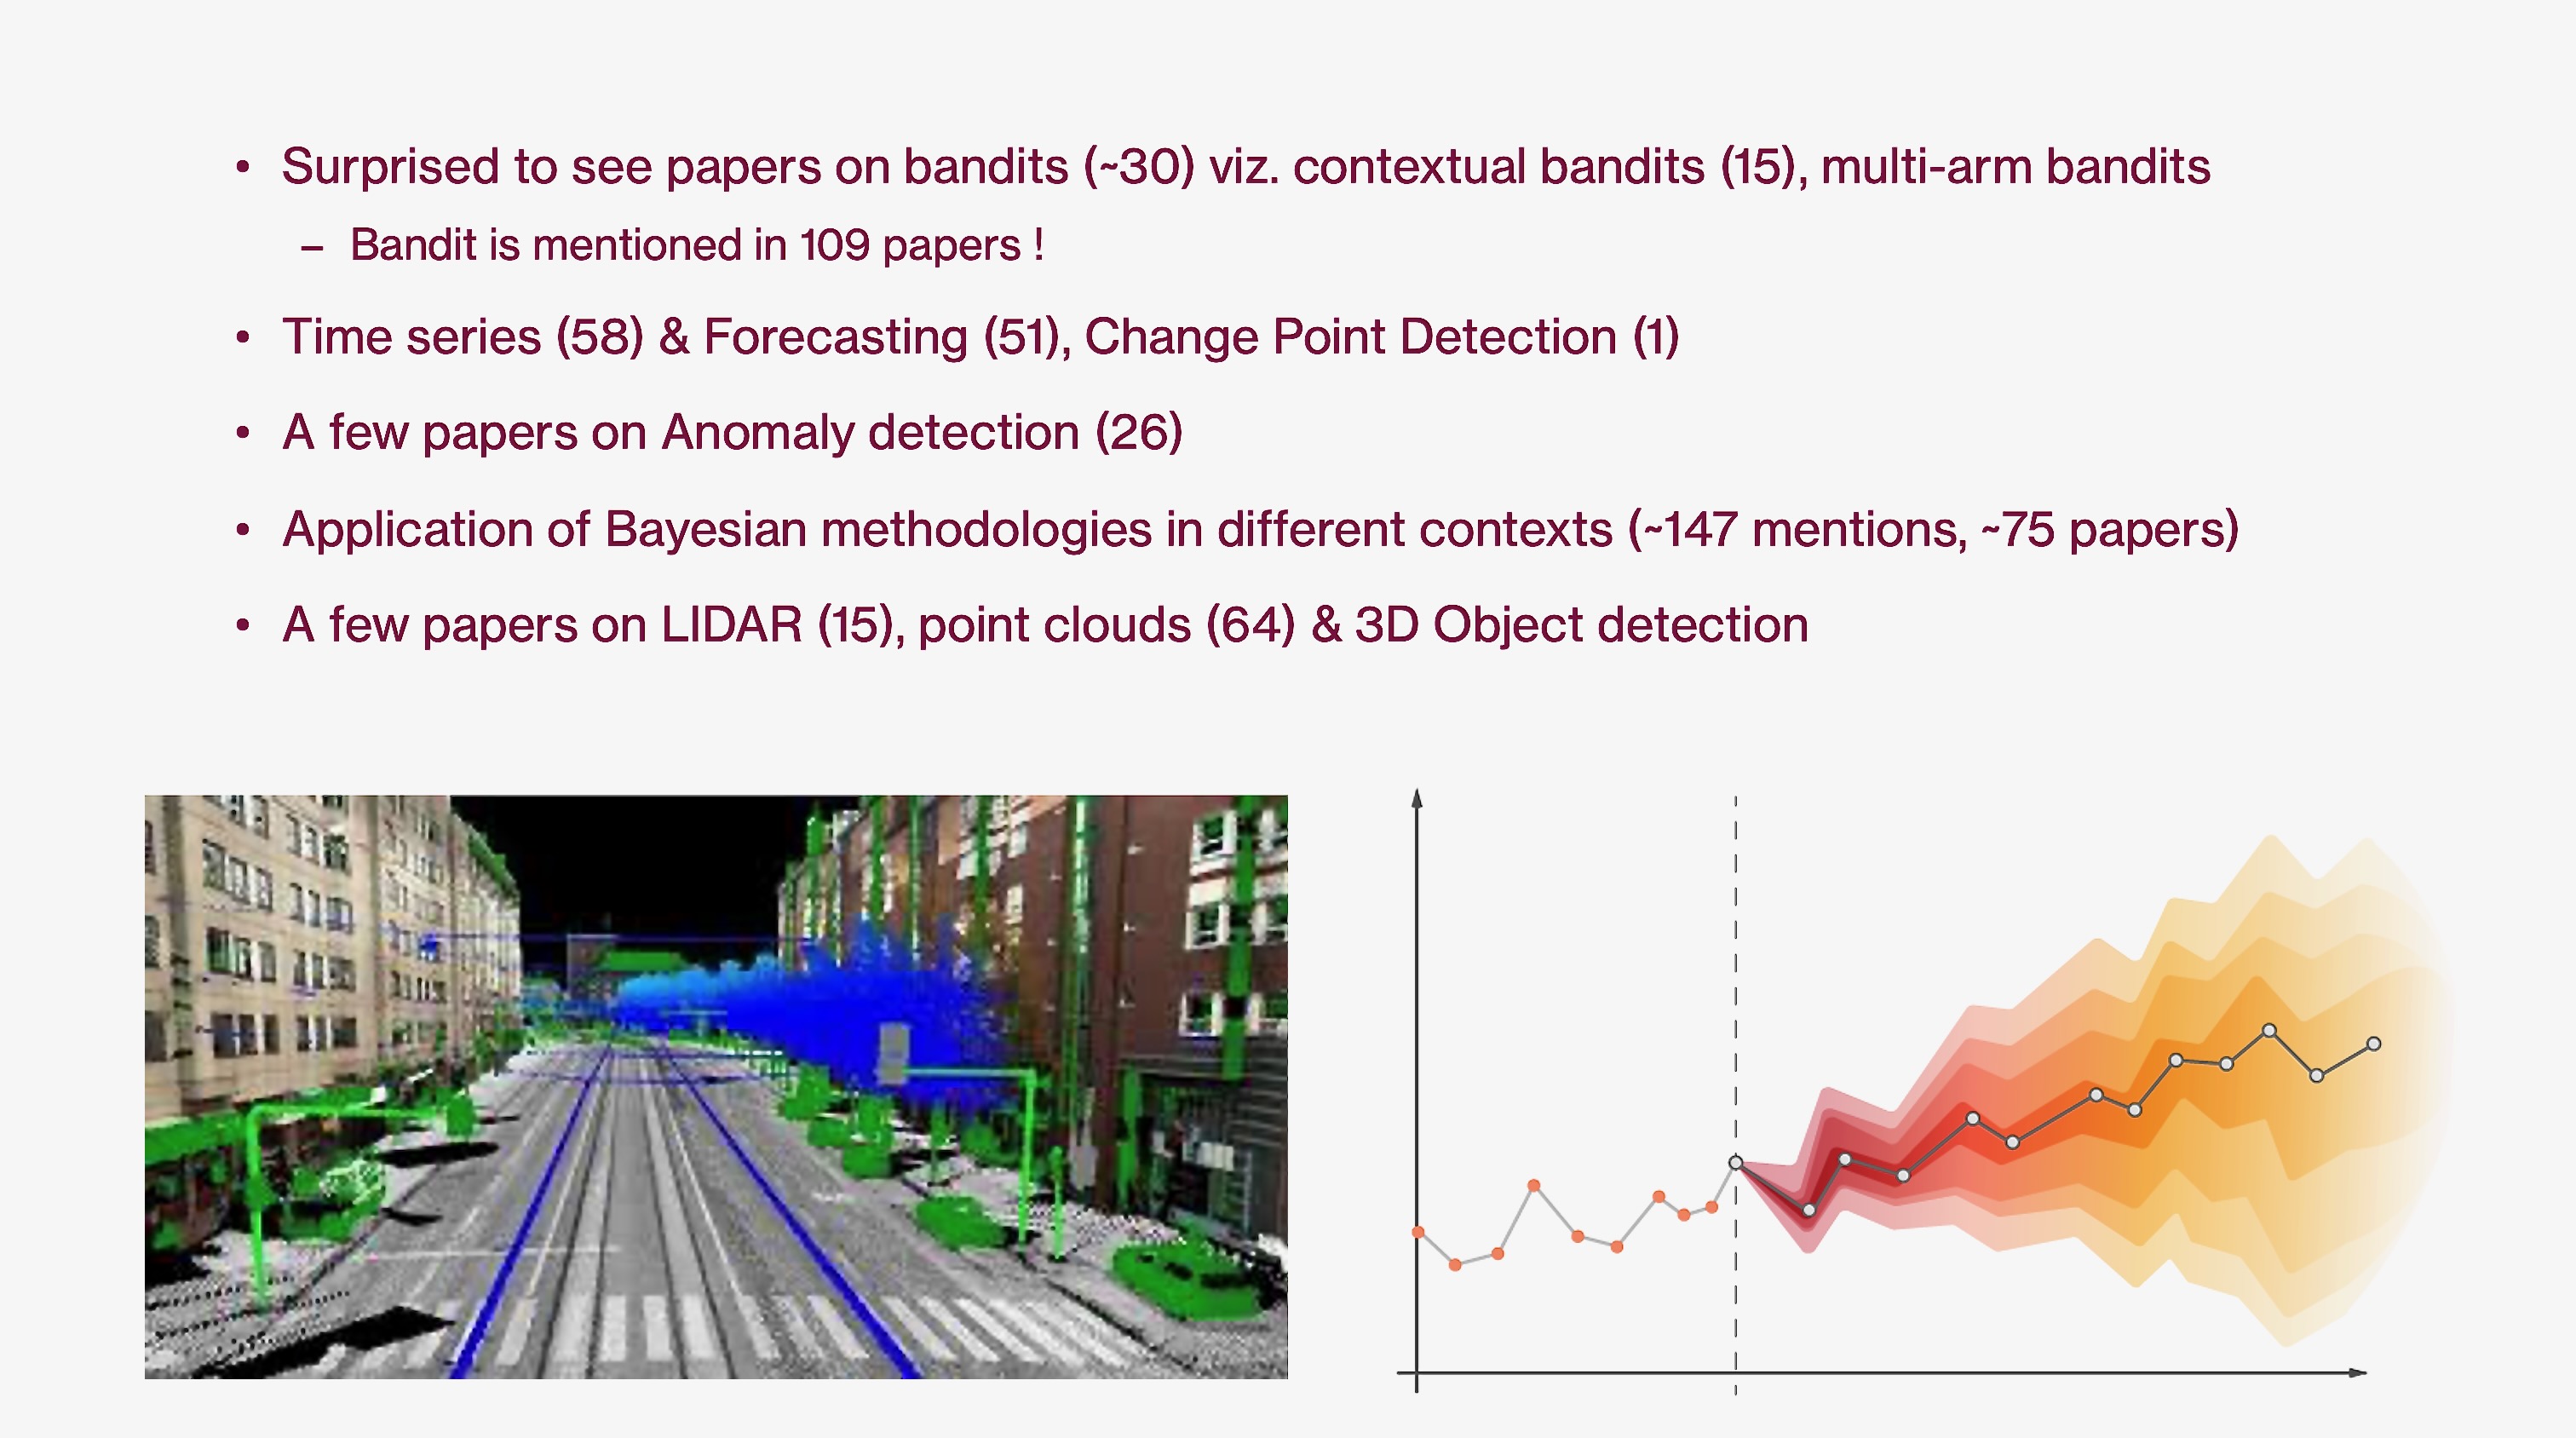 • Surprised to see papers on bandits (~30) viz. contextual bandits (15), multi-arm bandits
– Bandit is mentioned in 109 papers !
• Time series (58) & Forecasting (51), Change Point Detection (1)
• A few papers on Anomaly detection (26)
• Application of Bayesian methodologies in different contexts (~147 mentions, ~75 papers)
• A few papers on LIDAR (15), point clouds (64) & 3D Object detection